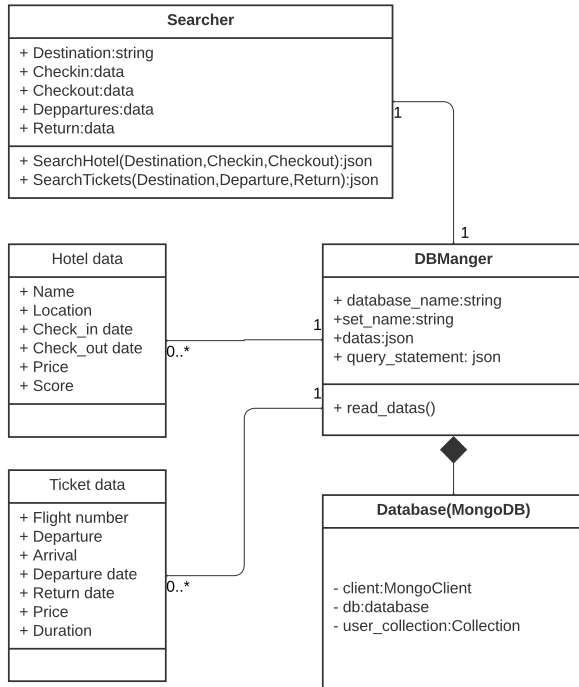 Searcher
+ Destination:string
+ Checkin:data
+ Checkout:data
+ Deppartures:data
+ Return:data
+ SearchHotel(Destination,Checkin,Checkout):json
+ SearchTickets(Destination,Departure,Return):json
1
1
Hotel data
+ Name
+ Location
+ Check_in date
+ Check_out date
+ Price
+ Score
0..*
1
DBManger
+ database_name:string
+set_name:string
+datas:json
+ query_statement: json
+ read_datas()
1
Ticket data
+ Flight number
+ Departure
+ Arrival
+ Departure date
+ Return date
+ Price
+ Duration
0..*
Database(MongoDB)
- client:MongoClient
- db:database
- user_collection:Collection